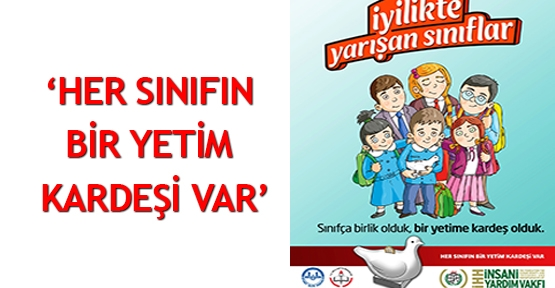 ‘HER SINIFIN
BİR YETİM
KARDEŞİ VAR’
iyilikte
yarışan sınıflar
Sınıfça birlik olduk, bir yetime kardeş olduk.
HER SINIFIN BİR YETİM KARDEŞİ VAR
İHH İNSANİ
YARDIM VAKFI